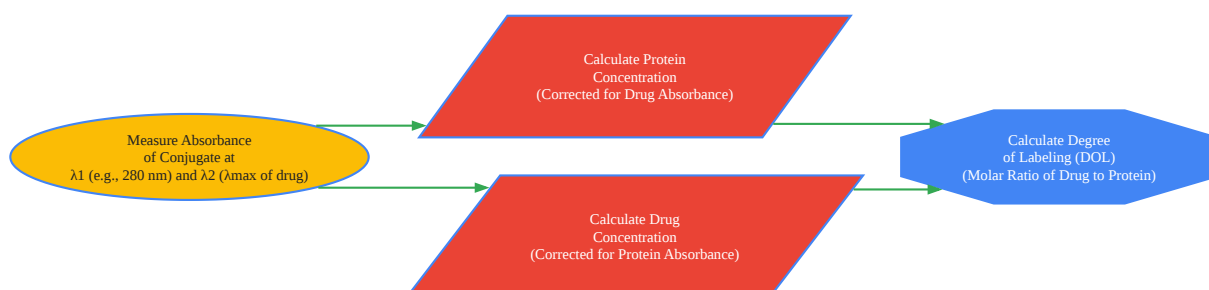 Measure Absorbance
of Conjugate at
λ1 (e.g., 280 nm) and λ2 (λmax of drug)
Calculate Protein
Concentration
(Corrected for Drug Absorbance)
Calculate Drug
Concentration
(Corrected for Protein Absorbance)
Calculate Degree
of Labeling (DOL)
(Molar Ratio of Drug to Protein)